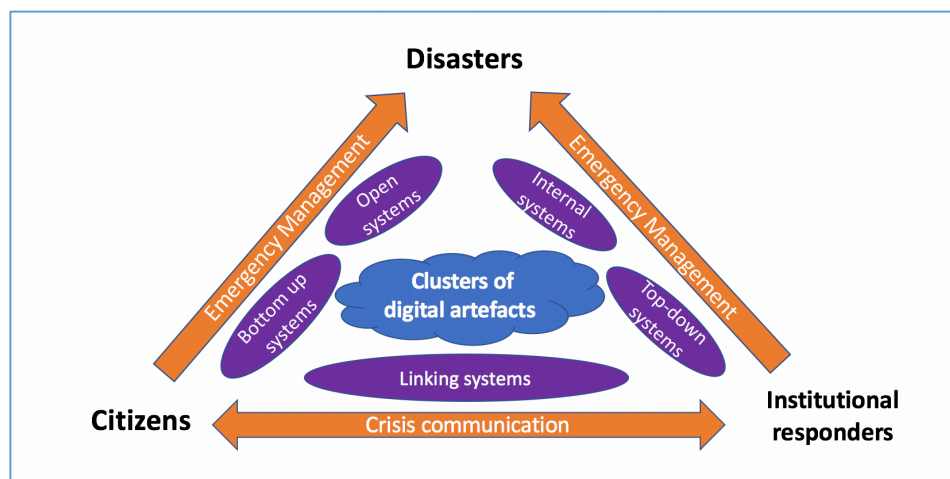 Disasters
Emergency Management
Emergency Management
Open
systems
Internal
systems
Bottom up
systems
Clusters of
digital artefacts
Top-down
systems
Linking systems
Citizens
Crisis communication
Institutional
responders